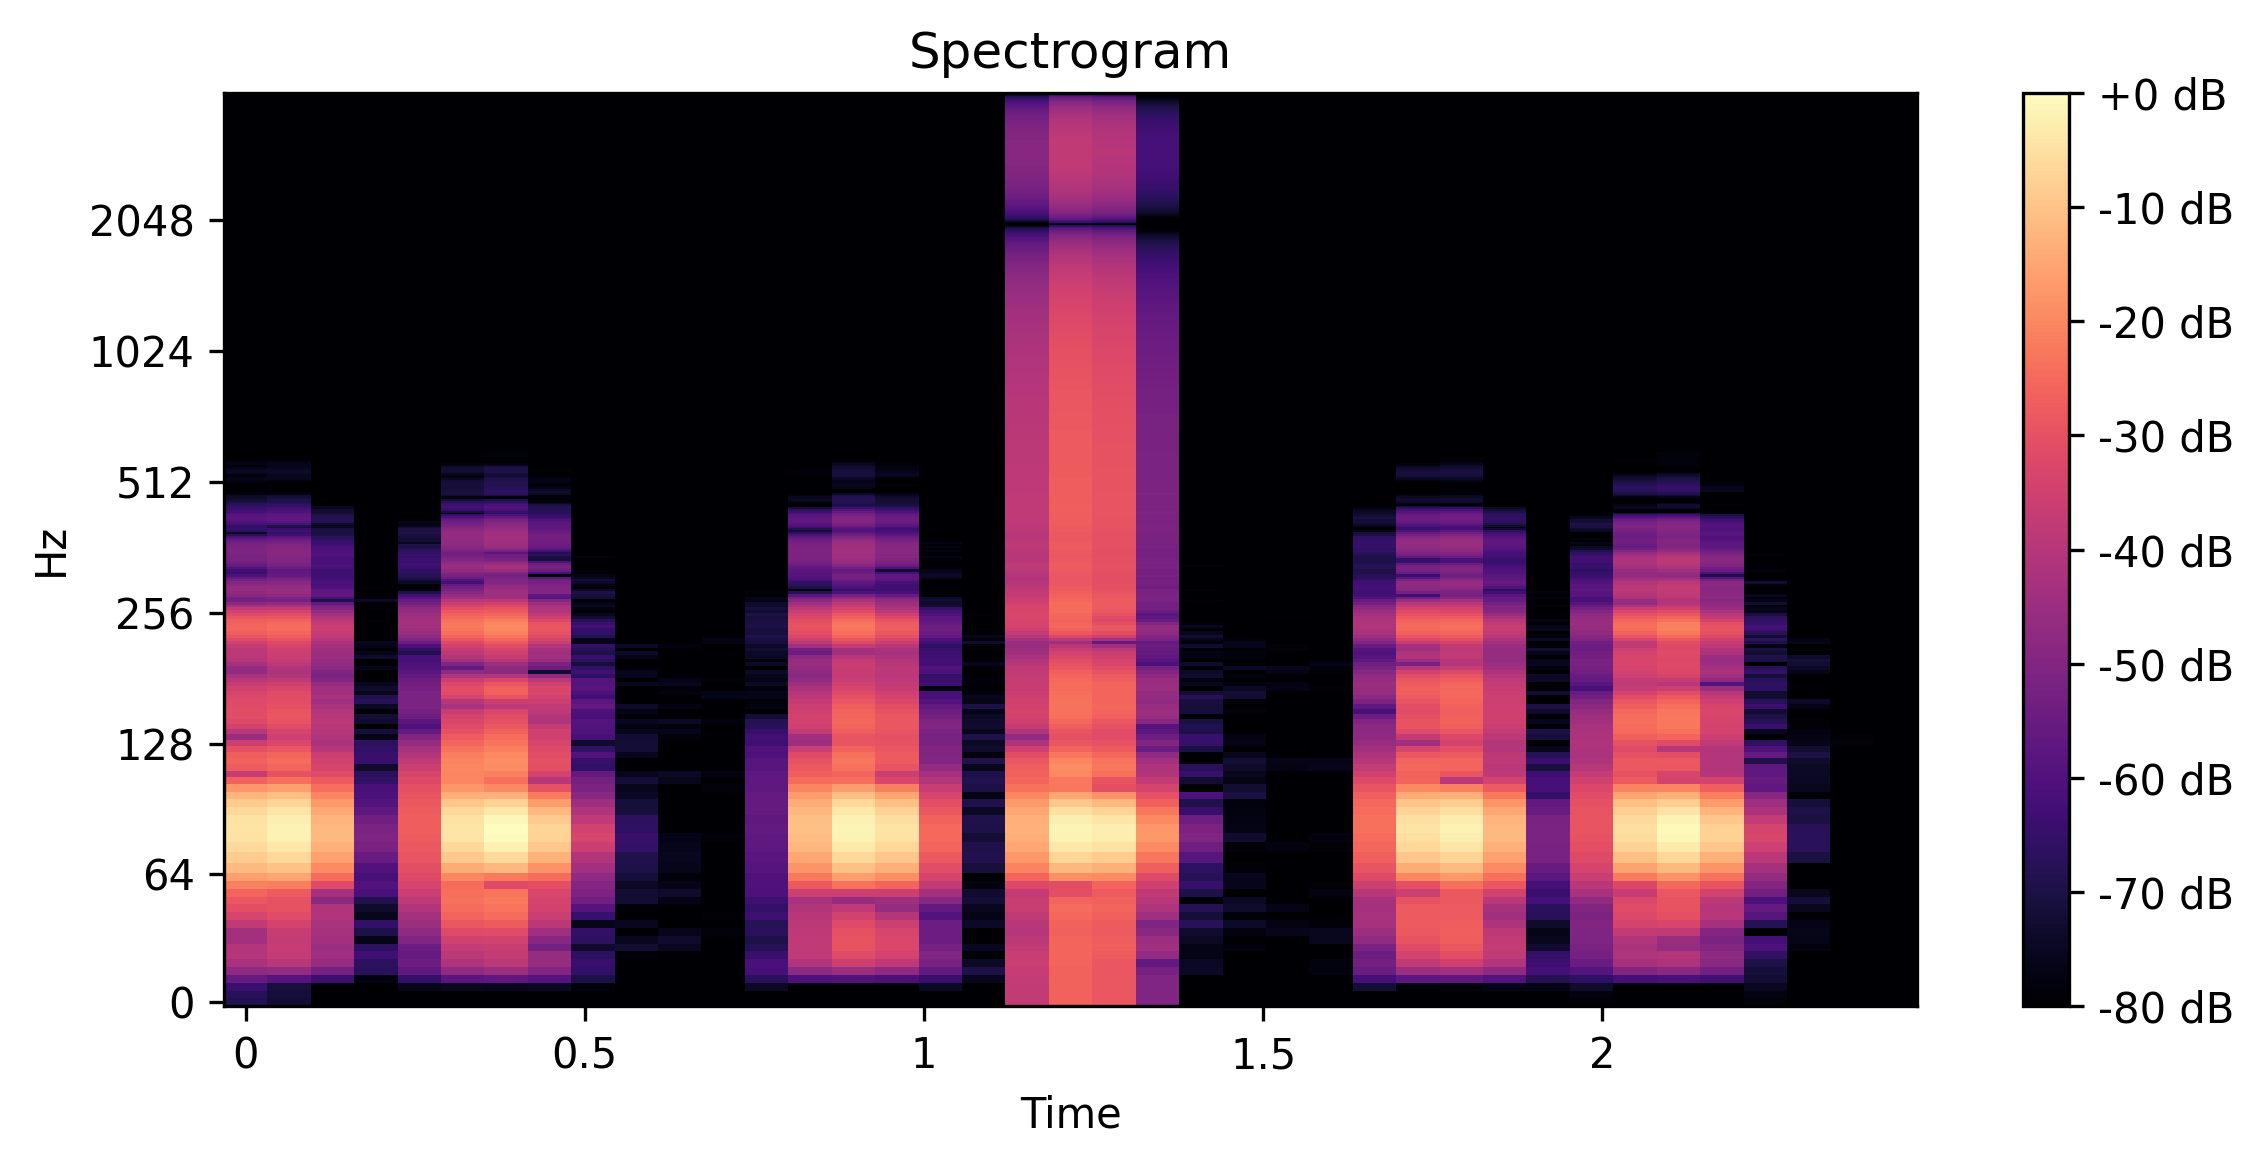 Spectrogram
+0 dB
2048
-10 dB
-20 dB
1024
-30 dB
512
-40 dB
Hz
256
-50 dB
128
-60 dB
64
-70 dB
0
-80 dB
0 0.5 1 1.5 2
Time